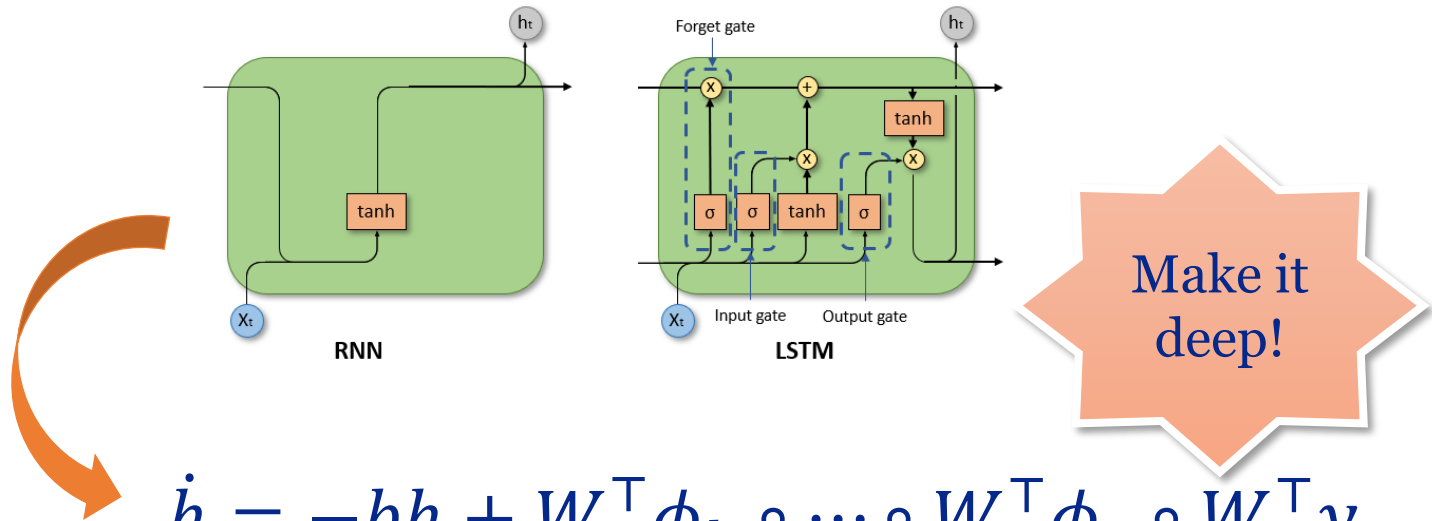 hₜ
tanh
Xₜ
RNN
Forget gate
hₜ
x
+
tanh
x
x
σ
σ
tanh
σ
Xₜ
Input gate
Output gate
LSTM
Make it
deep!